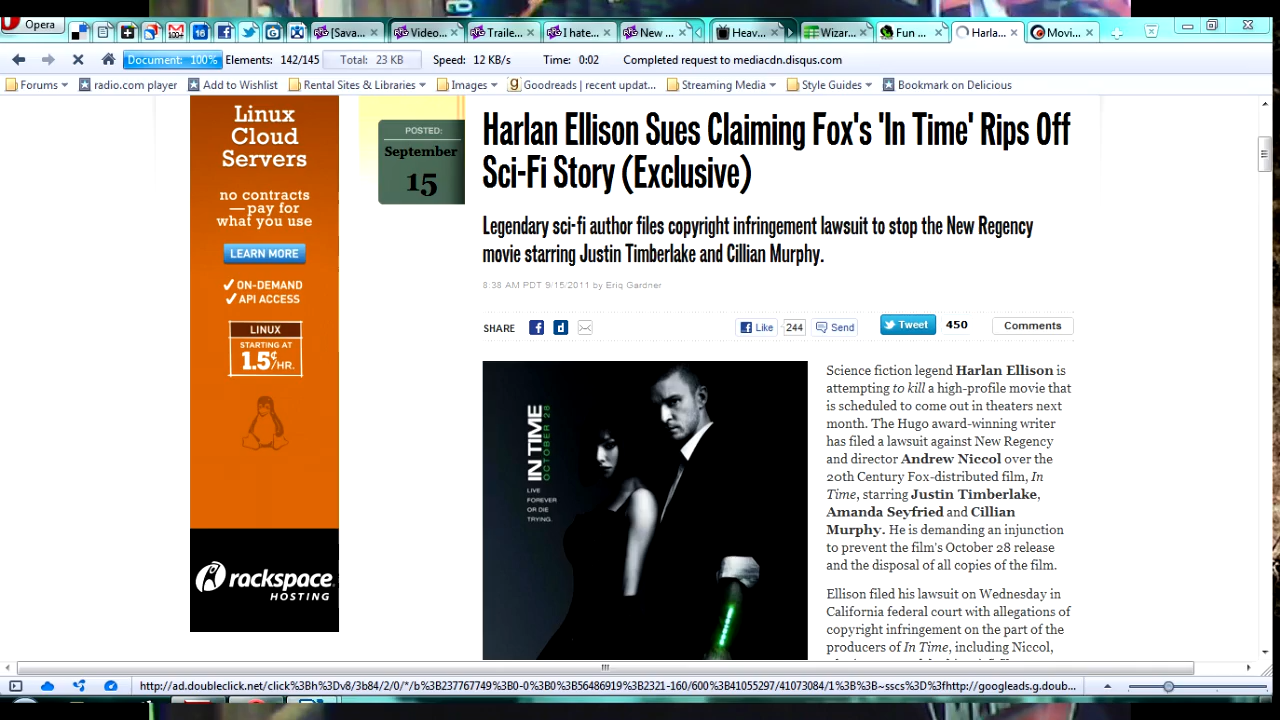 Opera
[Sava...
Video...
Traile...
I hate...
New ...
Heav...
Wizar...
Fun ...
Harla...
Movi...
Document: 100%
Elements: 142/145
Total: 23 KB
Speed: 12 KB/s
Time: 0:02
Completed request to mediacdn.disqus.com
Forums
radio.com player
Add to Wishlist
Rental Sites & Libraries
Images
Goodreads | recent updat...
Streaming Media
Style Guides
Bookmark on Delicious
Linux
Cloud
Servers
no contracts
—pay for
what you use
LEARN MORE
ON-DEMAND
API ACCESS
LINUX
STARTING AT
1.5¢/HR.
rackspace
HOSTING
POSTED:
September
15
Harlan Ellison Sues Claiming Fox's 'In Time' Rips Off
Sci-Fi Story (Exclusive)
Legendary sci-fi author files copyright infringement lawsuit to stop the New Regency
movie starring Justin Timberlake and Cillian Murphy.
8:38 AM PDT 9/15/2011 by Eriq Gardner
SHARE
Like
244
Send
Tweet
450
Comments
IN TIME
OCTOBER 28
LIVE
FOREVER
OR DIE
TRYING.
Science fiction legend Harlan Ellison is
attempting to kill a high-profile movie that
is scheduled to come out in theaters next
month. The Hugo award-winning writer
has filed a lawsuit against New Regency
and director Andrew Niccol over the
20th Century Fox-distributed film, In
Time, starring Justin Timberlake,
Amanda Seyfried and Cillian
Murphy. He is demanding an injunction
to prevent the film's October 28 release
and the disposal of all copies of the film.
Ellison filed his lawsuit on Wednesday in
California federal court with allegations of
copyright infringement on the part of the
producers of In Time, including Niccol,
http://ad.doubleclick.net/click%3Bh%3Dv8/3b84/2/0/*/b%3B237767749%3B0-0%3B0%3B56486919%3B2321-160/600%3B41055297/41073084/1%3B%3B~sscs%3D%3fhttp://googleads.g.doub...